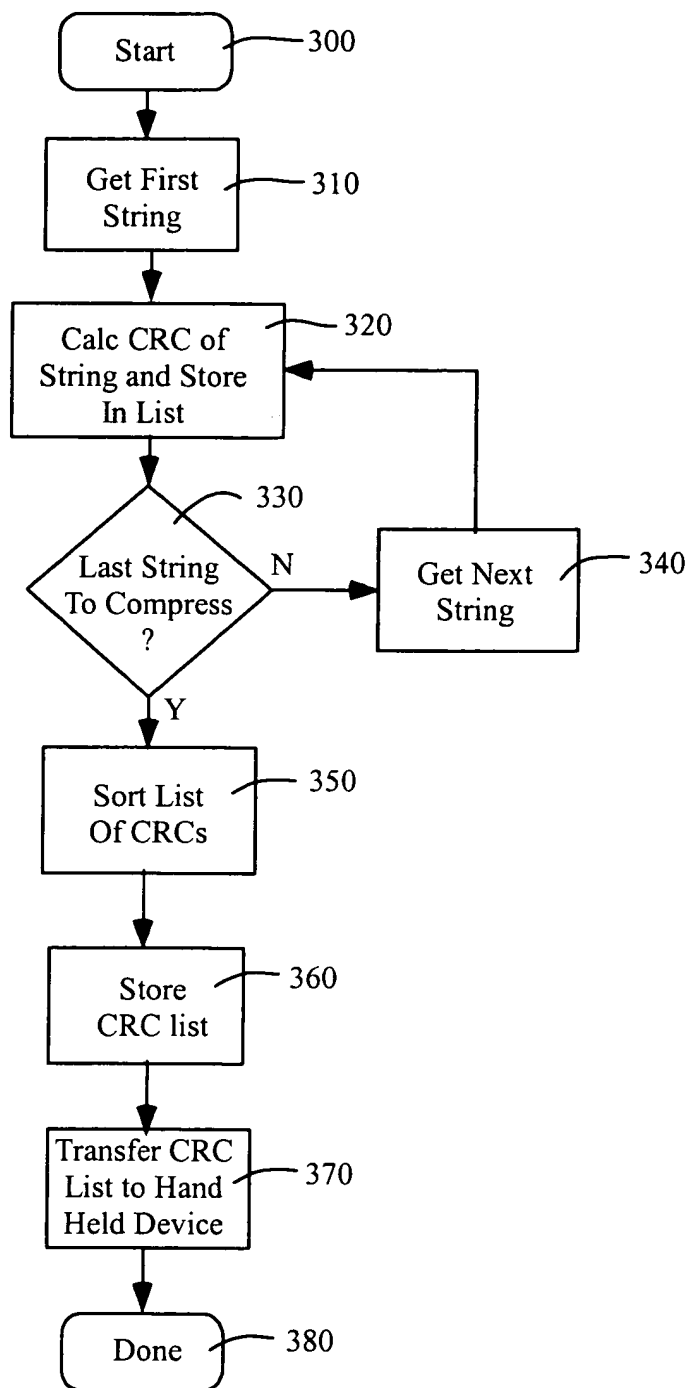 Start
300
Get First
String
310
Calc CRC of
String and Store
In List
320
330
Last String
To Compress
?
N
Get Next
String
340
Y
Sort List
Of CRCs
350
Store
CRC list
360
Transfer CRC
List to Hand
Held Device
370
Done
380